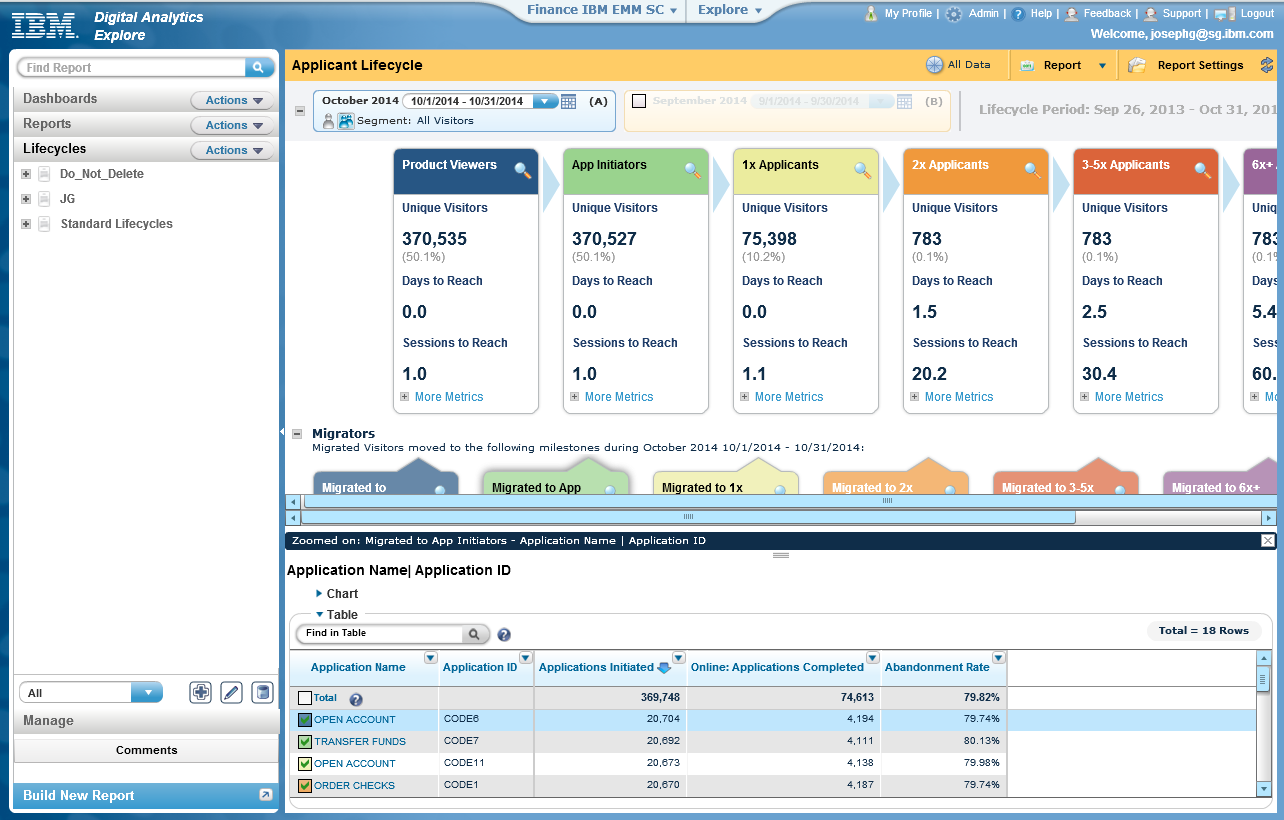 IBM.
Digital Analytics
Explore
Finance IBM EMM SC
Explore
My Profile | Admin | Help | Feedback | Support | Logout
Welcome, josephg@sg.ibm.com
Find Report
Dashboards
Actions
Reports
Actions
Lifecycles
Actions
Do_Not_Delete
JG
Standard Lifecycles
All
Manage
Comments
Build New Report
Applicant Lifecycle
All Data
Report
Report Settings
October 2014 10/1/2014 - 10/31/2014 (A)
Segment: All Visitors
September 2014 9/1/2014 - 9/30/2014 (B)
Lifecycle Period: Sep 26, 2013 - Oct 31, 201
Product Viewers
Unique Visitors
370,535
(50.1%)
Days to Reach
0.0
Sessions to Reach
1.0
More Metrics
App Initiators
Unique Visitors
370,527
(50.1%)
Days to Reach
0.0
Sessions to Reach
1.0
More Metrics
1x Applicants
Unique Visitors
75,398
(10.2%)
Days to Reach
0.0
Sessions to Reach
1.1
More Metrics
2x Applicants
Unique Visitors
783
(0.1%)
Days to Reach
1.5
Sessions to Reach
20.2
More Metrics
3-5x Applicants
Unique Visitors
783
(0.1%)
Days to Reach
2.5
Sessions to Reach
30.4
More Metrics
6x+
Uniq
783
(0.1%
Days
5.4
Sess
60.
Mo
Migrators
Migrated Visitors moved to the following milestones during October 2014 10/1/2014 - 10/31/2014:
Migrated to
Migrated to App
Migrated to 1x
Migrated to 2x
Migrated to 3-5x
Migrated to 6x+
Zoomed on: Migrated to App Initiators - Application Name | Application ID
Application Name| Application ID
Chart
Table
Find in Table
Total = 18 Rows
Application Name Application ID Applications Initiated Online: Applications Completed Abandonment Rate
Total 369,748 74,613 79.82%
OPEN ACCOUNT CODE6 20,704 4,194 79.74%
TRANSFER FUNDS CODE7 20,692 4,111 80.13%
OPEN ACCOUNT CODE11 20,673 4,138 79.98%
ORDER CHECKS CODE1 20,670 4,187 79.74%